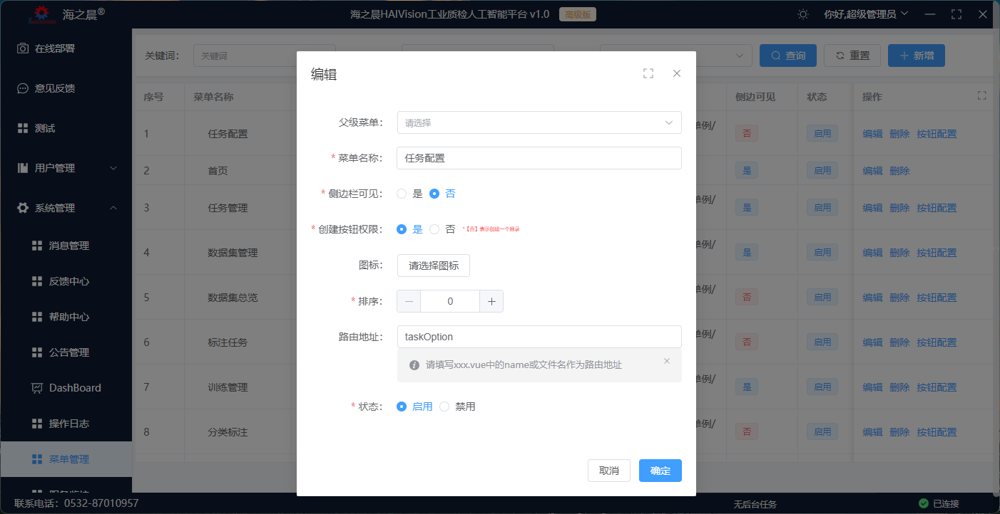 海之晨®
海之晨HAIVision工业质检人工智能平台 v1.0 高级版
你好,超级管理员
在线部署
意见反馈
测试
用户管理
系统管理
消息管理
反馈中心
帮助中心
公告管理
DashBoard
操作日志
菜单管理
关键词: 关键词
查询 重置 新增
序号 菜单名称 侧边可见 状态 操作
1 任务配置 单例/ 否 启用 编辑 删除 按钮配置
2 首页 是 启用 编辑 删除
3 任务管理 单例/ 是 启用 编辑 删除 按钮配置
4 数据集管理 单例/ 是 启用 编辑 删除 按钮配置
5 数据集总览 单例/ 否 启用 编辑 删除 按钮配置
6 标注任务 单例/ 否 启用 编辑 删除 按钮配置
7 训练管理 单例/ 是 启用 编辑 删除 按钮配置
8 分类标注 单例/ 否 启用 编辑 删除 按钮配置
编辑
父级菜单: 请选择
* 菜单名称: 任务配置
* 侧边栏可见: 是 否
* 创建按钮权限: 是 否 *【否】表示创建一个目录
图标: 请选择图标
* 排序: 0
路由地址: taskOption
请填写xxx.vue中的name或文件名作为路由地址
* 状态: 启用 禁用
取消 确定
联系电话: 0532-87010957
无后台任务
已连接